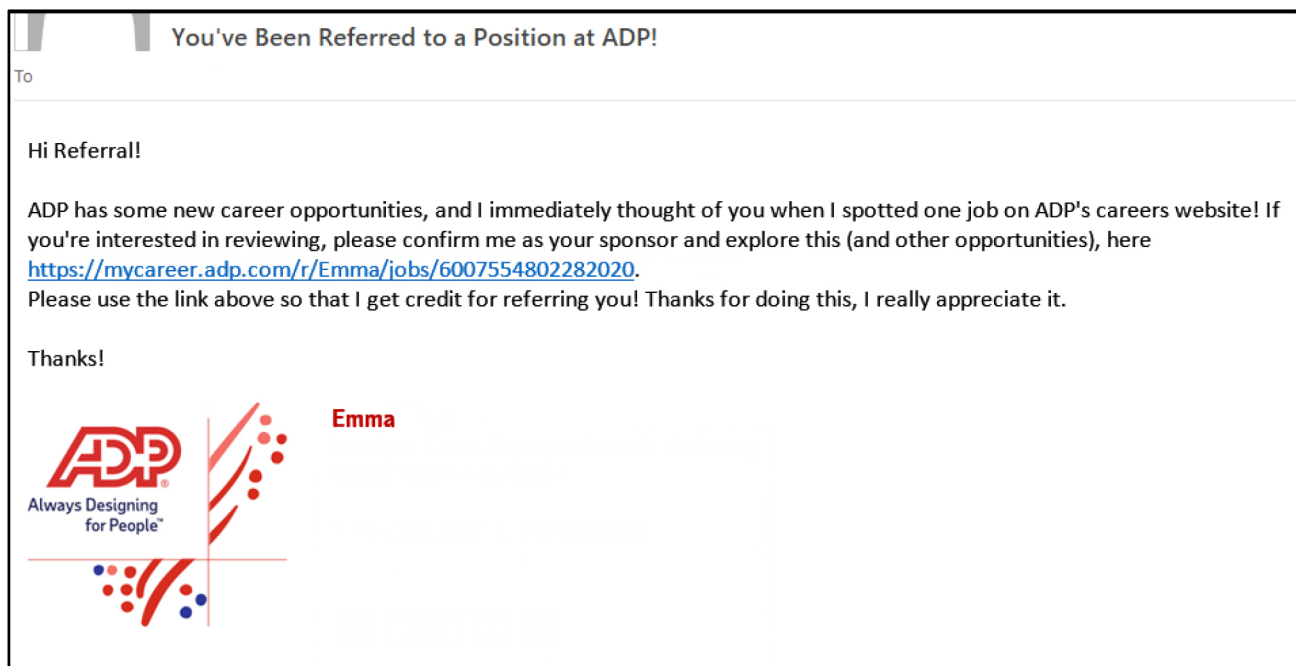 You've Been Referred to a Position at ADP!
To
Hi Referral!
ADP has some new career opportunities, and I immediately thought of you when I spotted one job on ADP's careers website! If
you're interested in reviewing, please confirm me as your sponsor and explore this (and other opportunities), here
https://mycareer.adp.com/r/Emma/jobs/6007554802282020.
Please use the link above so that I get credit for referring you! Thanks for doing this, I really appreciate it.
Thanks!
Emma
ADP®
Always Designing
for People™